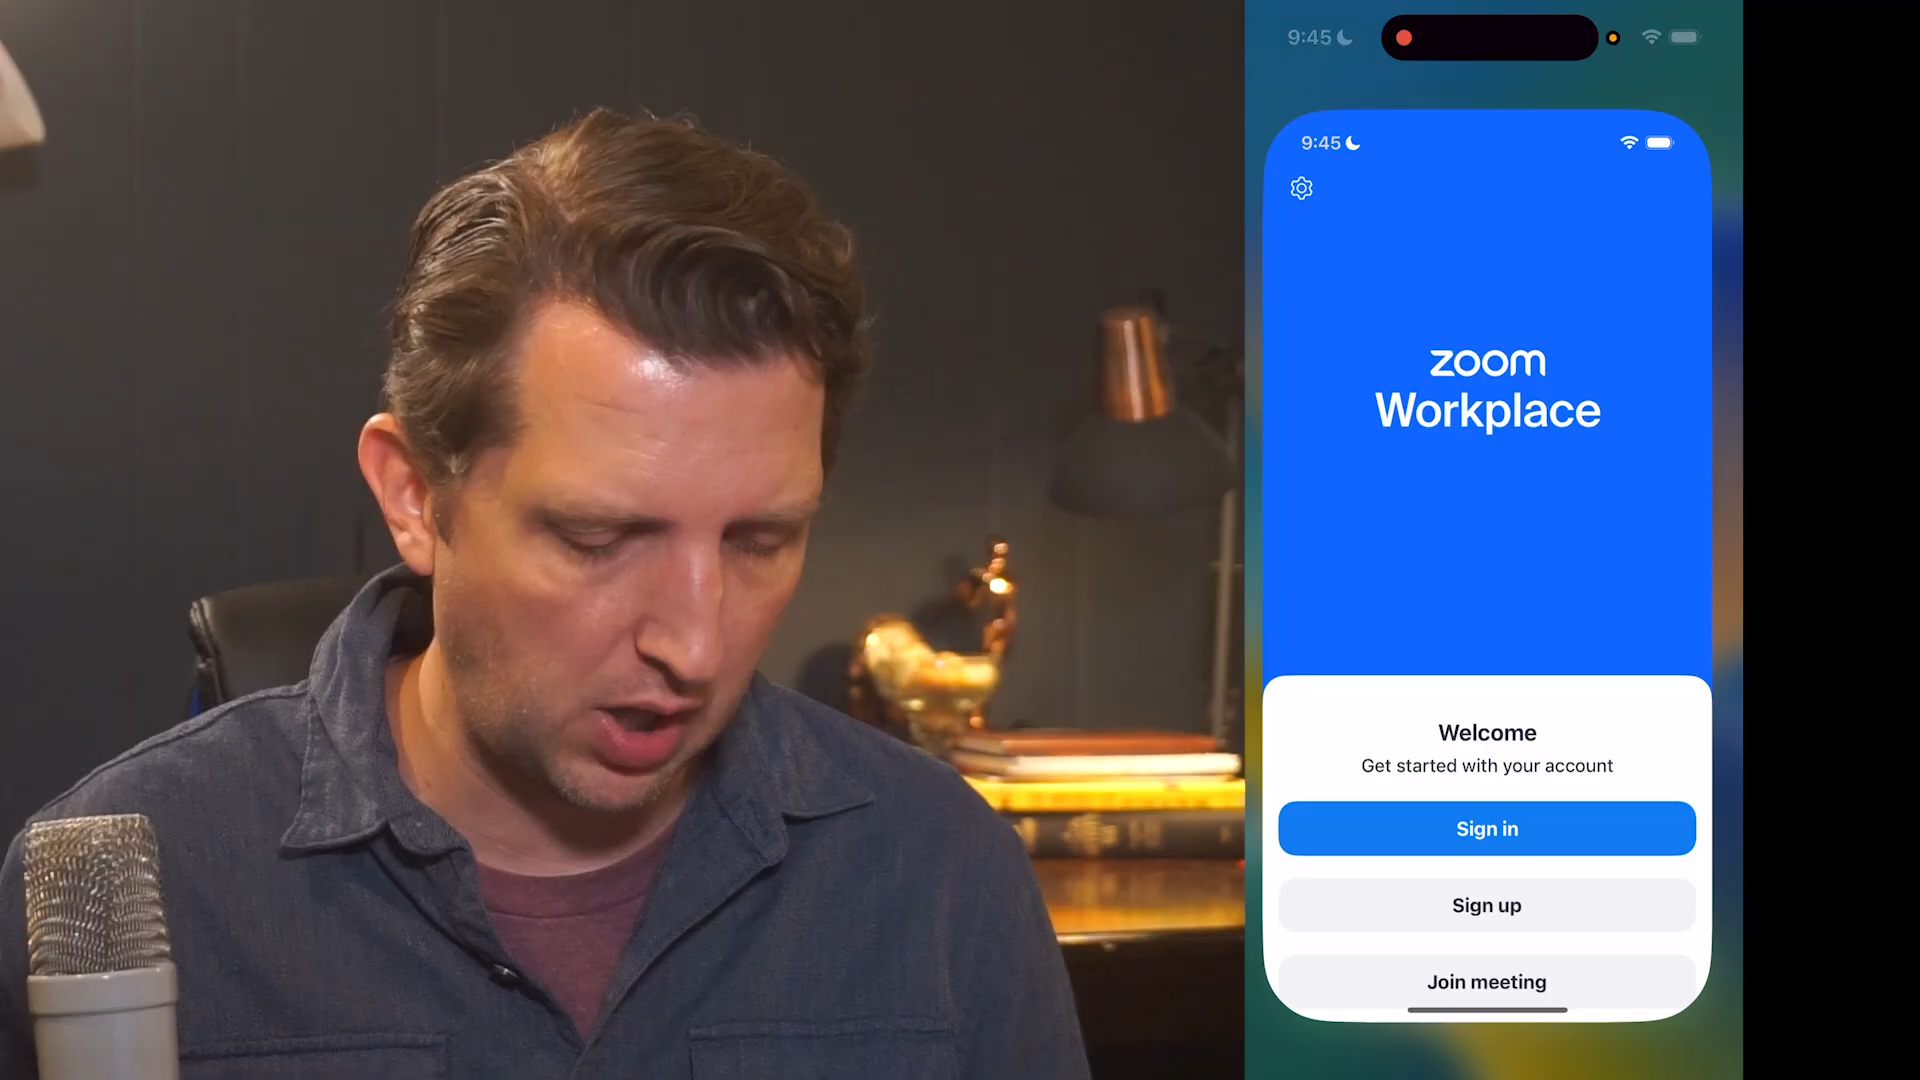 9:45
9:45
zoom
Workplace
Welcome
Get started with your account
Sign in
Sign up
Join meeting